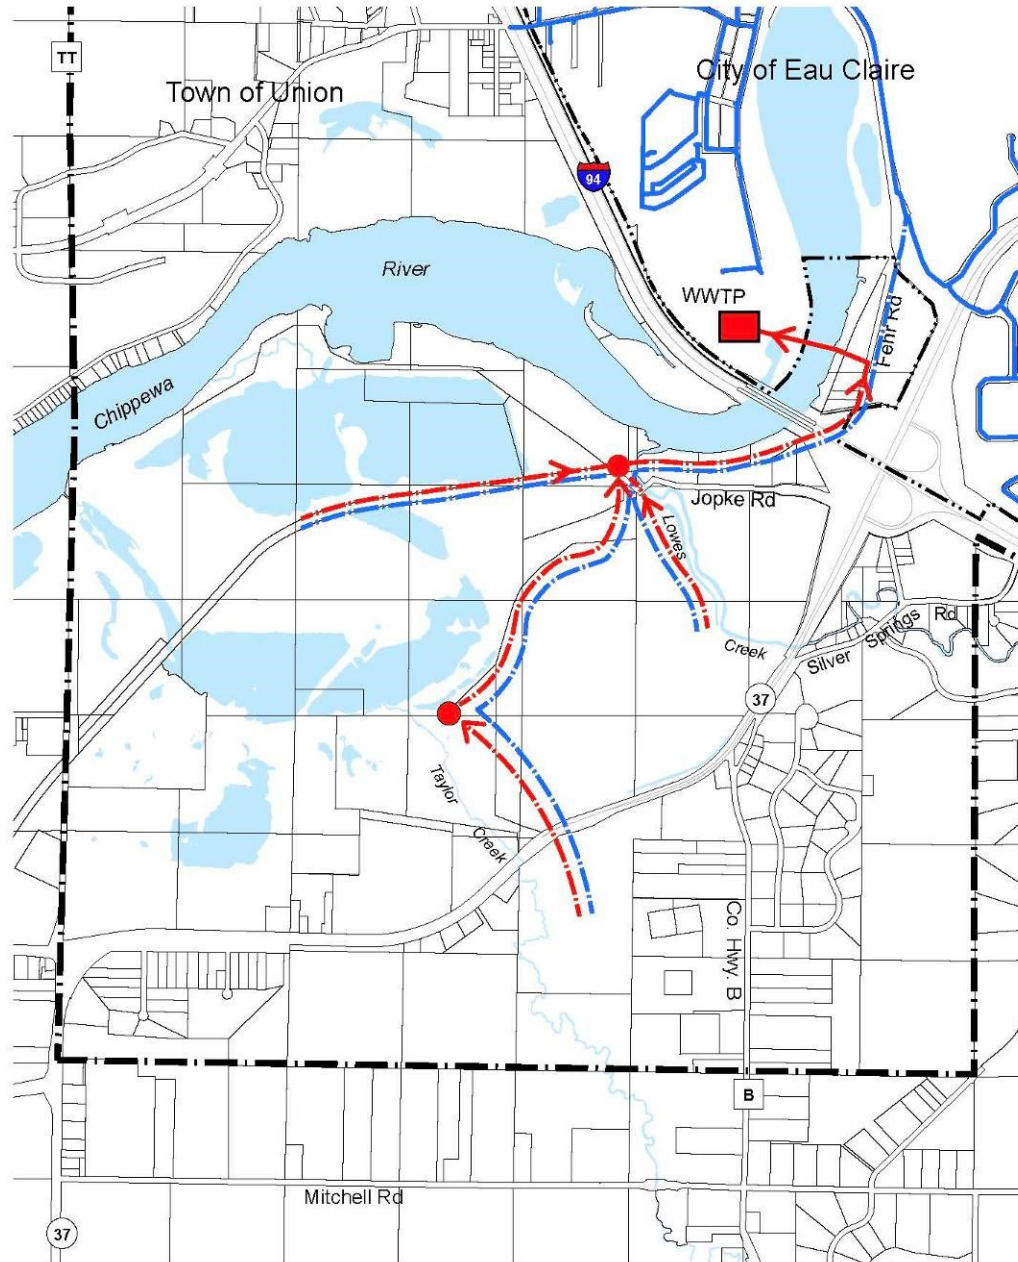 TT
City of Eau Claire
Town of Union
94
River
WWTP
Fehr Rd
Chippewa
Jopke Rd
Lowes
Creek
Silver Springs Rd
37
Taylor
Creek
Co. Hwy. B
B
Mitchell Rd
37